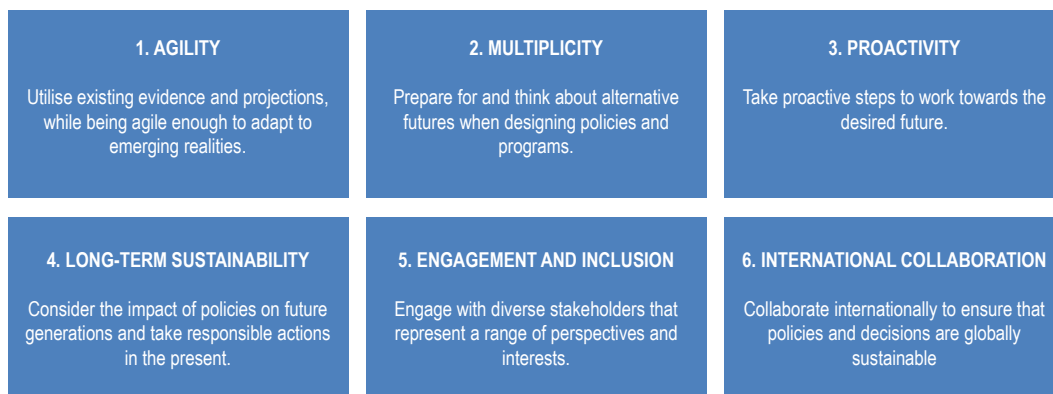 1. AGILITY
Utilise existing evidence and projections,
while being agile enough to adapt to
emerging realities.
2. MULTIPLICITY
Prepare for and think about alternative
futures when designing policies and
programs.
3. PROACTIVITY
Take proactive steps to work towards the
desired future.
4. LONG-TERM SUSTAINABILITY
Consider the impact of policies on future
generations and take responsible actions
in the present.
5. ENGAGEMENT AND INCLUSION
Engage with diverse stakeholders that
represent a range of perspectives and
interests.
6. INTERNATIONAL COLLABORATION
Collaborate internationally to ensure that
policies and decisions are globally
sustainable